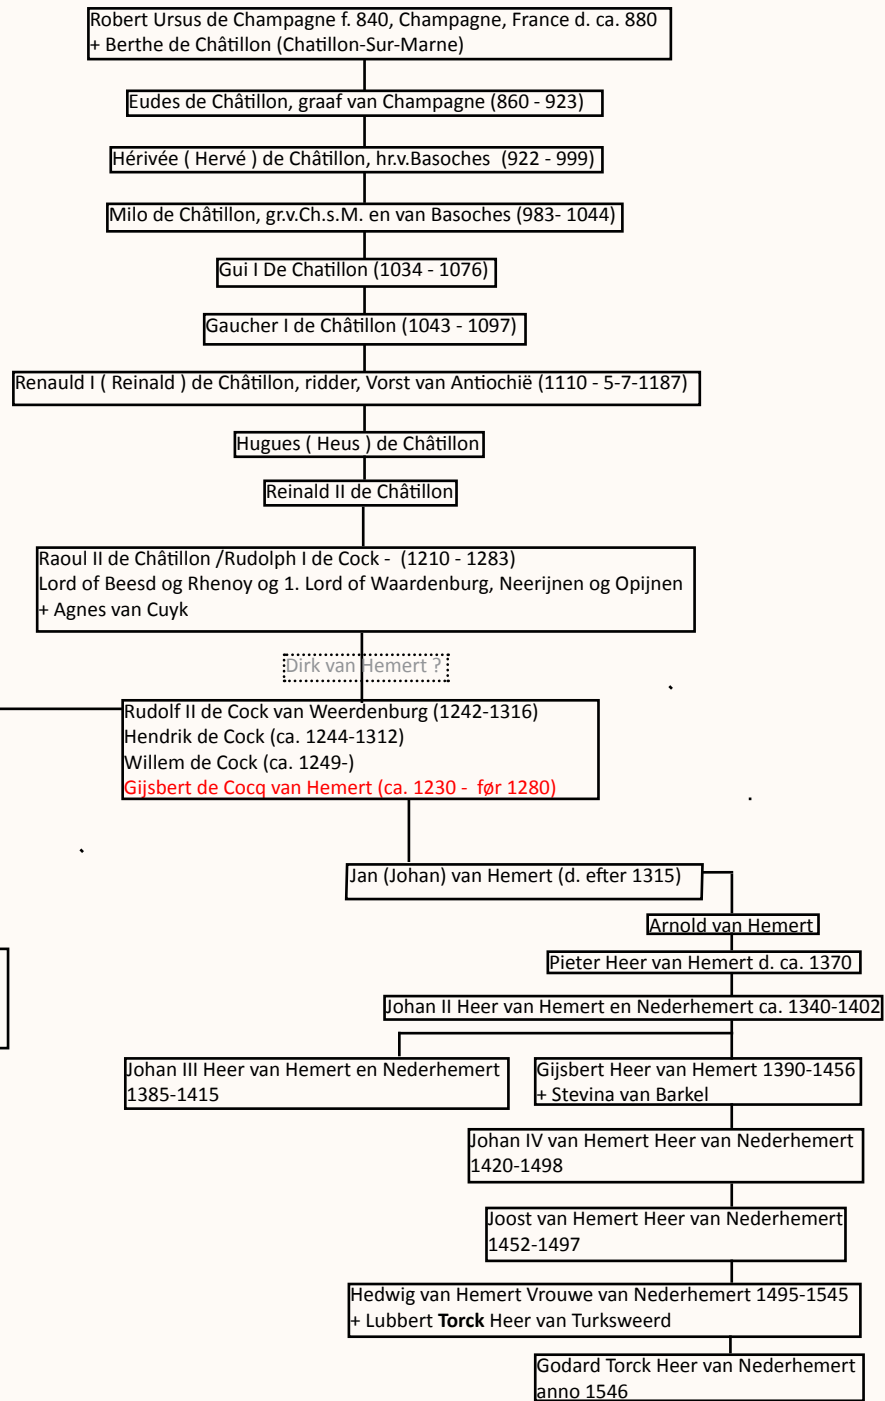 Robert Ursus de Champagne f. 840, Champagne, France d. ca. 880
+ Berthe de Châtillon (Chatillon-Sur-Marne)
Eudes de Châtillon, graaf van Champagne (860 - 923)
Hérivée ( Hervé ) de Châtillon, hr.v.Basoches (922 - 999)
Milo de Châtillon, gr.v.Ch.s.M. en van Basoches (983- 1044)
Gui I De Chatillon (1034 - 1076)
Gaucher I de Châtillon (1043 - 1097)
Renauld I ( Reinald ) de Châtillon, ridder, Vorst van Antiochië (1110 - 5-7-1187)
Hugues ( Heus ) de Châtillon
Reinald II de Châtillon
Raoul II de Châtillon /Rudolph I de Cock - (1210 - 1283)
Lord of Beesd og Rhenoy og 1. Lord of Waardenburg, Neerijnen og Opijnen
+ Agnes van Cuyk
Dirk van Hemert ?
Rudolf II de Cock van Weerdenburg (1242-1316)
Hendrik de Cock (ca. 1244-1312)
Willem de Cock (ca. 1249-)
Gijsbert de Cocq van Hemert (ca. 1230 - før 1280)
Jan (Johan) van Hemert (d. efter 1315)
Arnold van Hemert
Pieter Heer van Hemert d. ca. 1370
Johan II Heer van Hemert en Nederhemert ca. 1340-1402
Johan III Heer van Hemert en Nederhemert
1385-1415
Gijsbert Heer van Hemert 1390-1456
+ Stevina van Barkel
Johan IV van Hemert Heer van Nederhemert
1420-1498
Joost van Hemert Heer van Nederhemert
1452-1497
Hedwig van Hemert Vrouwe van Nederhemert 1495-1545
+ Lubbert Torck Heer van Turksweerd
Godard Torck Heer van Nederhemert
anno 1546